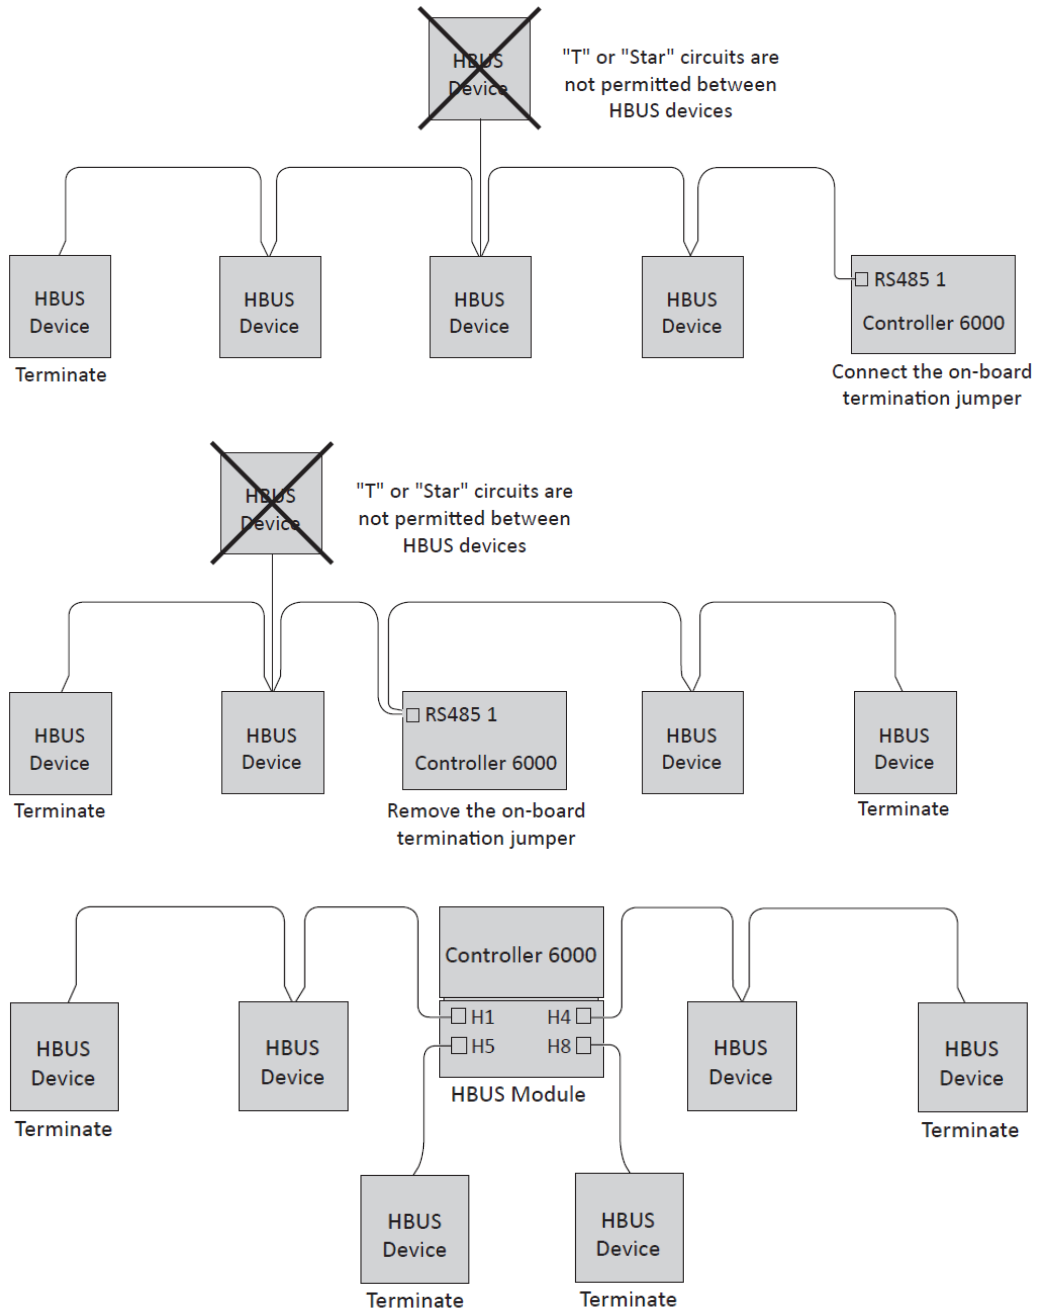 HBUS
Device
"T" or "Star" circuits are
not permitted between
HBUS devices
HBUS
Device
Terminate
HBUS
Device
HBUS
Device
HBUS
Device
RS485 1
Controller 6000
Connect the on-board
termination jumper
HBUS
Device
"T" or "Star" circuits are
not permitted between
HBUS devices
HBUS
Device
Terminate
HBUS
Device
RS485 1
Controller 6000
Remove the on-board
termination jumper
HBUS
Device
HBUS
Device
Terminate
Controller 6000
H1 H4
H5 H8
HBUS Module
HBUS
Device
Terminate
HBUS
Device
HBUS
Device
HBUS
Device
Terminate
HBUS
Device
Terminate
HBUS
Device
Terminate